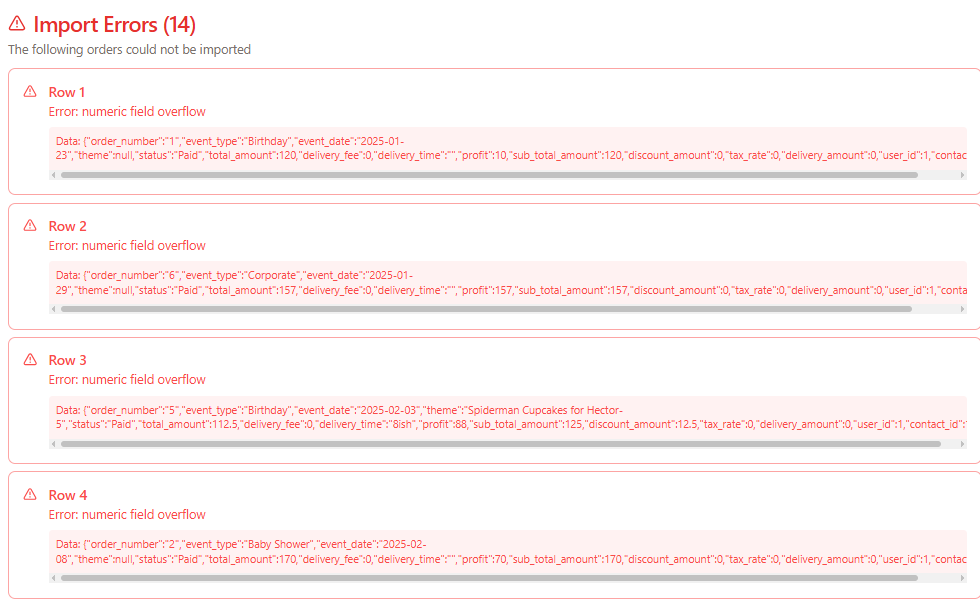 Import Errors (14)
The following orders could not be imported
Row 1
Error: numeric field overflow
Data: {"order_number":"1","event_type":"Birthday","event_date":"2025-01-
23","theme":null,"status":"Paid","total_amount":120,"delivery_fee":0,"delivery_time":"","profit":10,"sub_total_amount":120,"discount_amount":0,"tax_rate":0,"delivery_amount":0,"user_id":1,"contac
Row 2
Error: numeric field overflow
Data: {"order_number":"6","event_type":"Corporate","event_date":"2025-01-
29","theme":null,"status":"Paid","total_amount":157,"delivery_fee":0,"delivery_time":"","profit":157,"sub_total_amount":157,"discount_amount":0,"tax_rate":0,"delivery_amount":0,"user_id":1,"conta
Row 3
Error: numeric field overflow
Data: {"order_number":"5","event_type":"Birthday","event_date":"2025-02-03","theme":"Spiderman Cupcakes for Hector-
5","status":"Paid","total_amount":112.5,"delivery_fee":0,"delivery_time":"8ish","profit":88,"sub_total_amount":125,"discount_amount":12.5,"tax_rate":0,"delivery_amount":0,"user_id":1,"contact_id":
Row 4
Error: numeric field overflow
Data: {"order_number":"2","event_type":"Baby Shower","event_date":"2025-02-
08","theme":null,"status":"Paid","total_amount":170,"delivery_fee":0,"delivery_time":"","profit":70,"sub_total_amount":170,"discount_amount":0,"tax_rate":0,"delivery_amount":0,"user_id":1,"contac